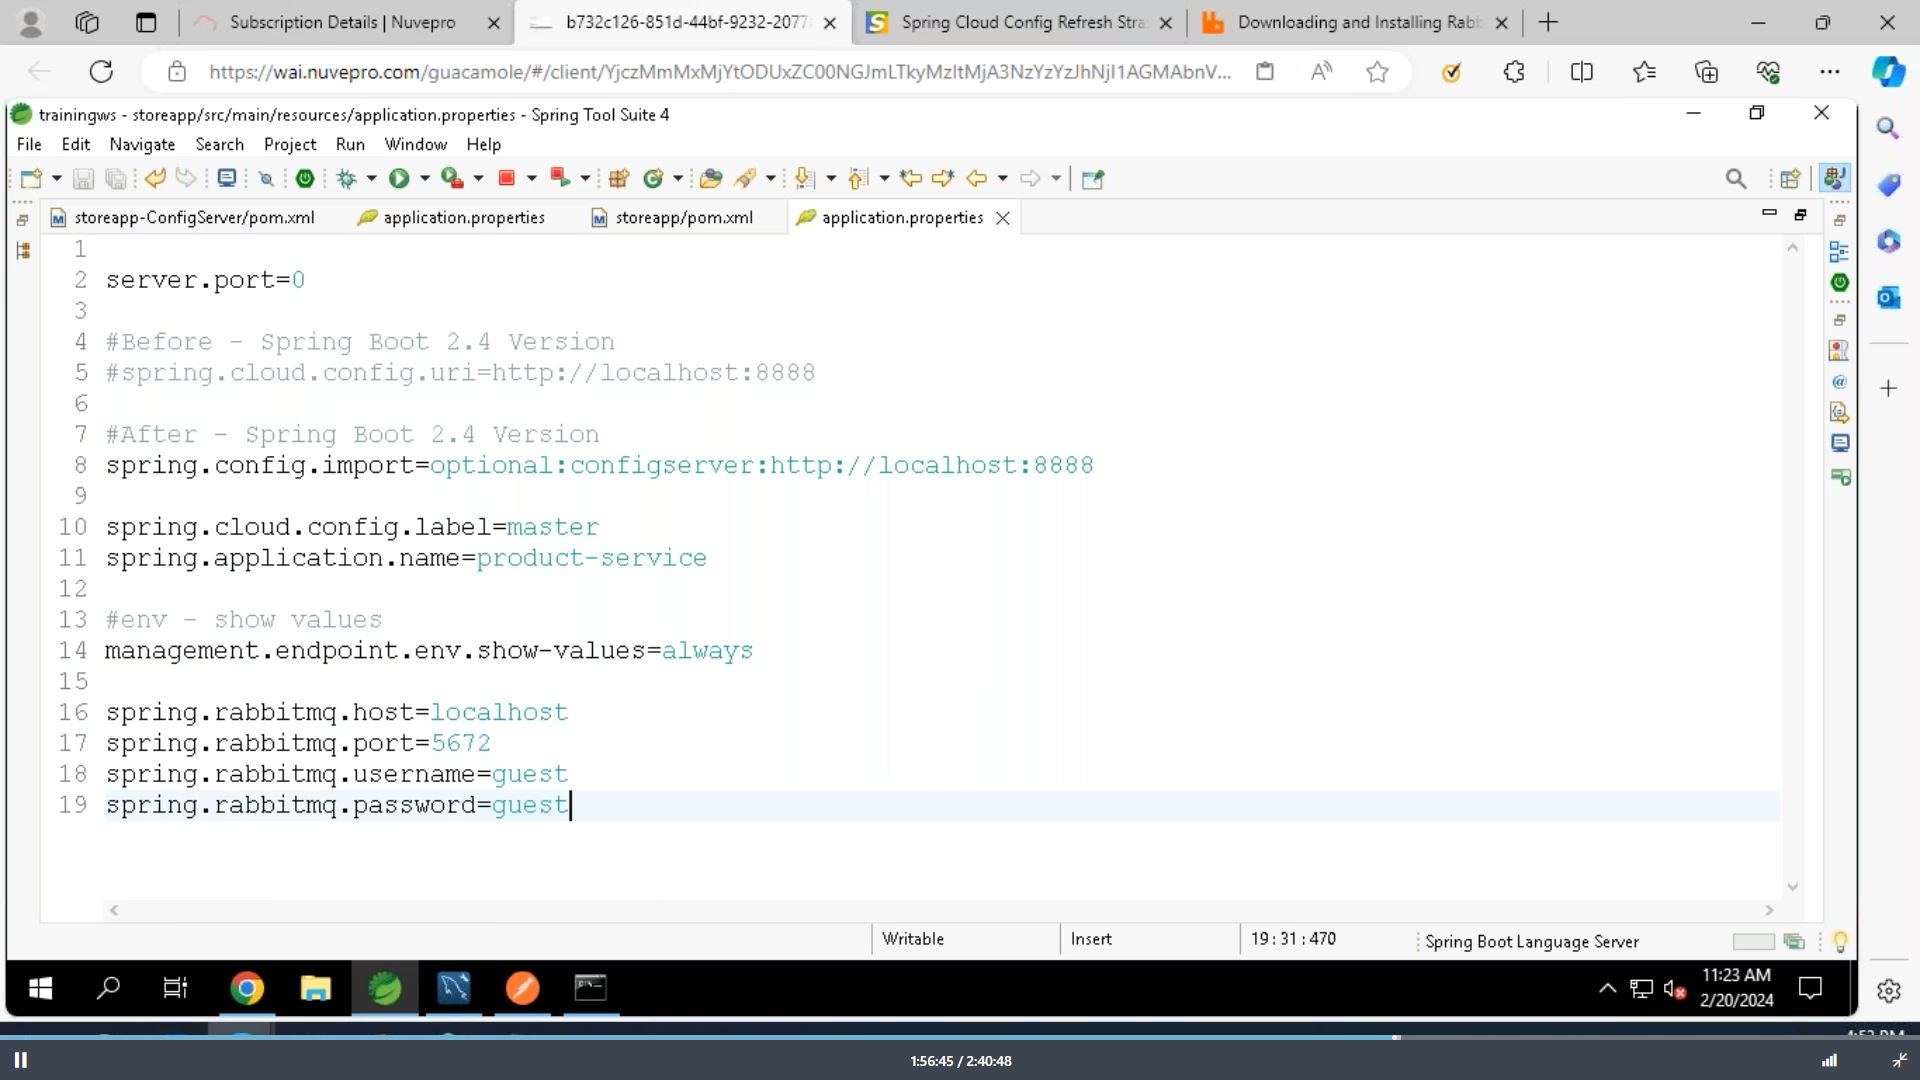 Subscription Details | Nuvepro
b732c126-851d-44bf-9232-2077
Spring Cloud Config Refresh Stra
Downloading and Installing Rabb
https://wai.nuvepro.com/guacamole/#/client/YjczMmMxMjYtODUxZC00NGJmLTkyMzItMjA3NzYzYzJhNjI1AGMAbnV...
trainingws - storeapp/src/main/resources/application.properties - Spring Tool Suite 4
File Edit Navigate Search Project Run Window Help
storeapp-ConfigServer/pom.xml
application.properties
storeapp/pom.xml
application.properties
1
2 server.port=0
3
4 #Before - Spring Boot 2.4 Version
5 #spring.cloud.config.uri=http://localhost:8888
6
7 #After - Spring Boot 2.4 Version
8 spring.config.import=optional:configserver:http://localhost:8888
9
10 spring.cloud.config.label=master
11 spring.application.name=product-service
12
13 #env - show values
14 management.endpoint.env.show-values=always
15
16 spring.rabbitmq.host=localhost
17 spring.rabbitmq.port=5672
18 spring.rabbitmq.username=guest
19 spring.rabbitmq.password=guest
Writable
Insert
19 : 31 : 470
Spring Boot Language Server
11:23 AM
2/20/2024
1:56:45 / 2:40:48